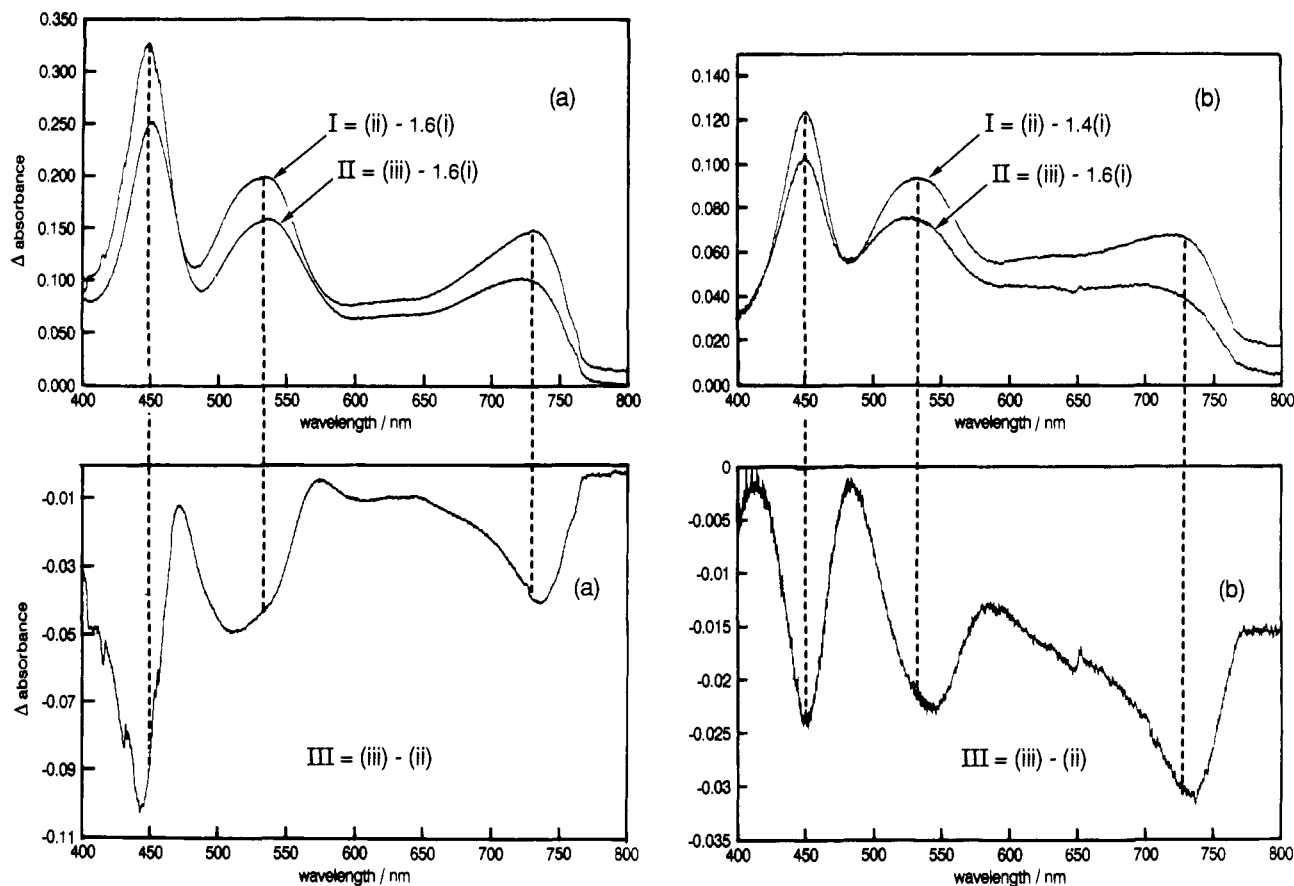 0.350
0.300
0.250
0.200
0.150
0.100
0.050
0.000
Δ absorbance
(a)
I = (ii) - 1.6(i)
II = (iii) - 1.6(i)
400 450 500 550 600 650 700 750 800
wavelength / nm
0.140
0.120
0.100
0.080
0.060
0.040
0.020
0.000
(b)
I = (ii) - 1.4(i)
II = (iii) - 1.6(i)
400 450 500 550 600 650 700 750 800
wavelength / nm
-0.01
-0.03
-0.05
-0.07
-0.09
-0.11
Δ absorbance
(a)
III = (iii) - (ii)
400 450 500 550 600 650 700 750 800
wavelength / nm
0
-0.005
-0.01
-0.015
-0.02
-0.025
-0.03
-0.035
(b)
III = (iii) - (ii)
400 450 500 550 600 650 700 750 800
wavelength / nm